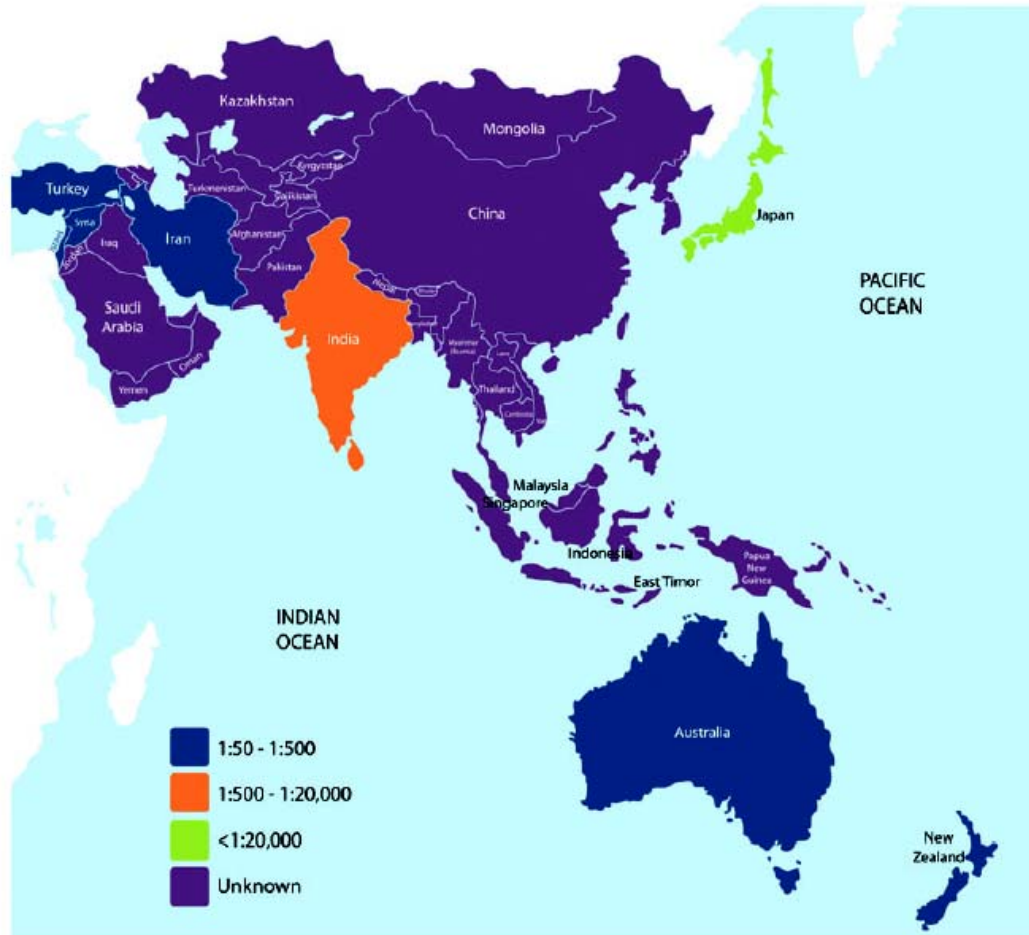 Kazakhstan
Mongolia
Kyrgyzstan
Turkey
Turkmenistan
China
Syria
Israel
Iraq
Jordan
Iran
Afghanistan
Japan
Pakistan
Nepal
Saudi
Arabia
PACIFIC
OCEAN
India
Myanmar
(Burma)
Laos
Oman
Yemen
Thailand
Cambodia
Malaysia
Singapore
Indonesia
Papua
New
Guinea
East Timor
INDIAN
OCEAN
Australia
1:50 - 1:500
1:500 - 1:20,000
<1:20,000
Unknown
New
Zealand